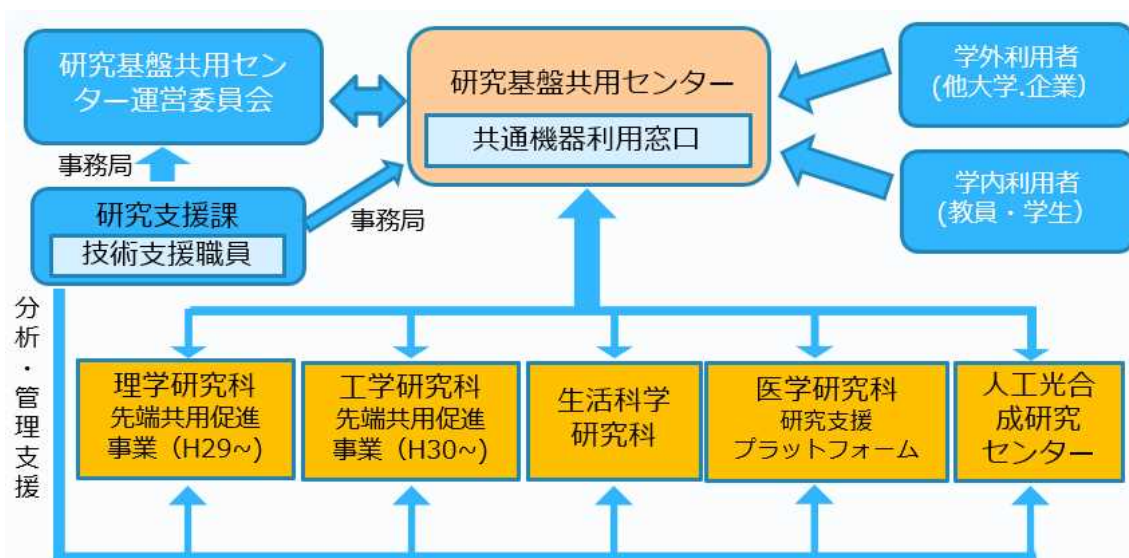 研究基盤共用セン
ター運営委員会
研究基盤共用センター
共通機器利用窓口
学外利用者
(他大学.企業)
学内利用者
(教員・学生)
事務局
研究支援課
技術支援職員
事務局
分析・管理支援
理学研究科
先端共用促進
事業（H29~)
工学研究科
先端共用促進
事業（H30~)
生活科学
研究科
医学研究科
研究支援
プラットフォーム
人工光合
成研究
センター